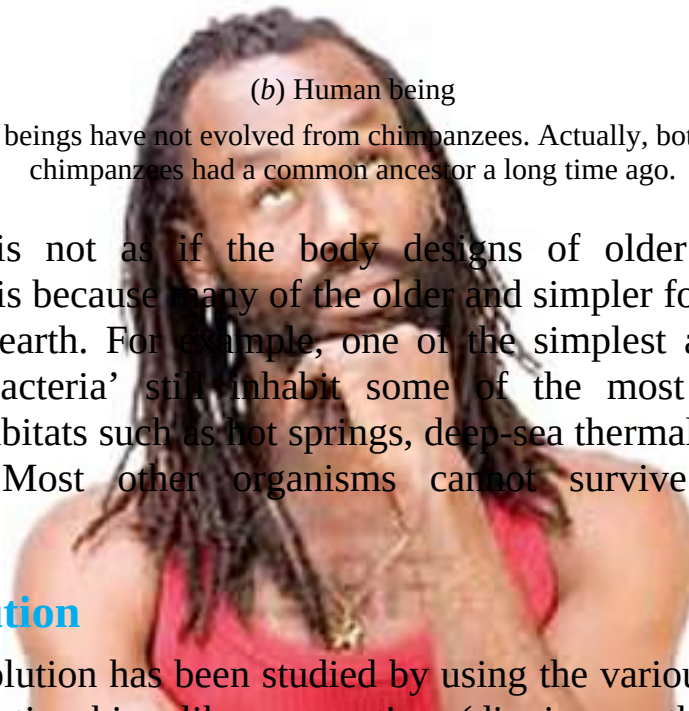 (b) Human being
beings have not evolved from chimpanzees. Actually, bot
chimpanzees had a common ancestor a long time ago.
is not as if the body designs of older
is because many of the older and simpler fo
earth. For example, one of the simplest a
acteria’ still inhabit some of the most
bitats such as hot springs, deep-sea thermal
Most other organisms cannot survive
ution
olution has been studied by using the variou